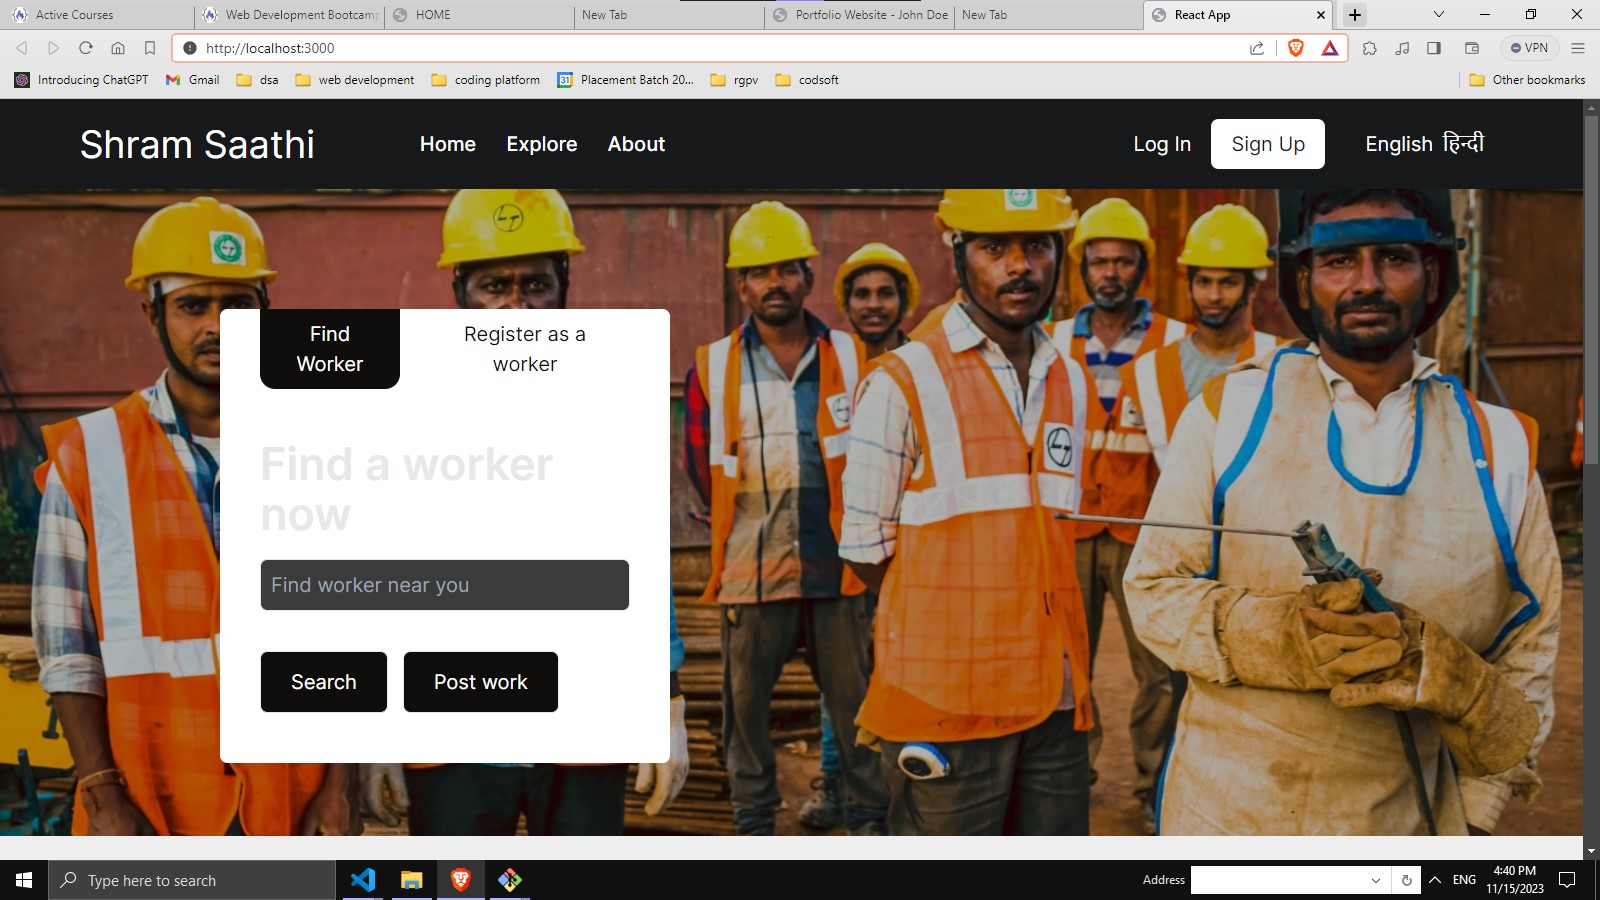 Active Courses
Web Development Bootcamp
HOME
New Tab
Portfolio Website - John Doe
New Tab
React App
http://localhost:3000
VPN
Introducing ChatGPT
Gmail
dsa
web development
coding platform
31
Placement Batch 20...
rgpv
codsoft
Other bookmarks
Shram Saathi
Home
Explore
About
Log In
Sign Up
English
हिन्दी
Find
Worker
Register as a
worker
Find a worker
now
Find worker near you
Search
Post work
Type here to search
Address
ENG
4:40 PM
11/15/2023